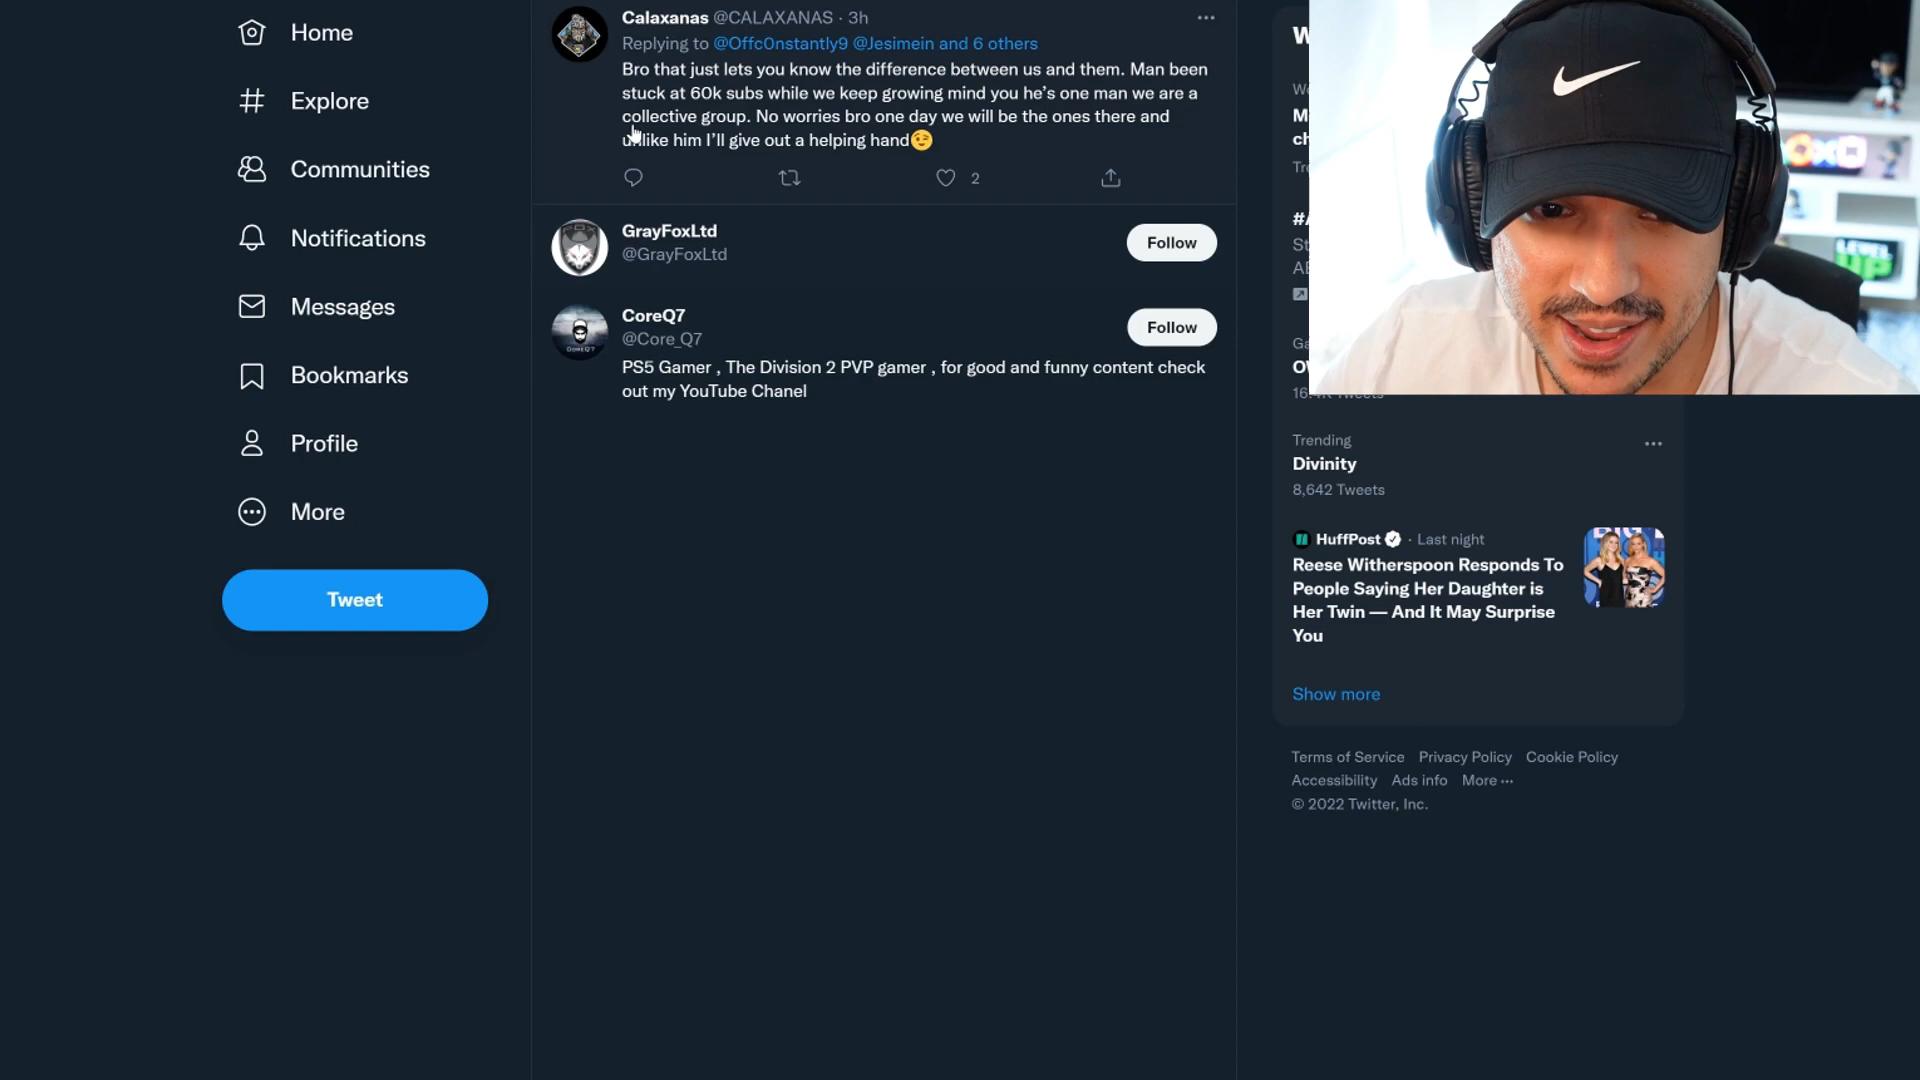 Home
Explore
Communities
Notifications
Messages
Bookmarks
Profile
More
Tweet
Calaxanas @CALAXANAS · 3h
Replying to @Offc0nstantly9 @Jesimein and 6 others
Bro that just lets you know the difference between us and them. Man been
stuck at 60k subs while we keep growing mind you he's one man we are a
collective group. No worries bro one day we will be the ones there and
unlike him I'll give out a helping hand😉
2
GrayFoxLtd
@GrayFoxLtd
Follow
CoreQ7
@Core_Q7
Follow
PS5 Gamer , The Division 2 PVP gamer , for good and funny content check
out my YouTube Chanel
LEVEL
UP
Trending
Divinity
8,642 Tweets
HuffPost · Last night
Reese Witherspoon Responds To
People Saying Her Daughter is
Her Twin — And It May Surprise
You
Show more
Terms of Service Privacy Policy Cookie Policy
Accessibility Ads info More ···
© 2022 Twitter, Inc.